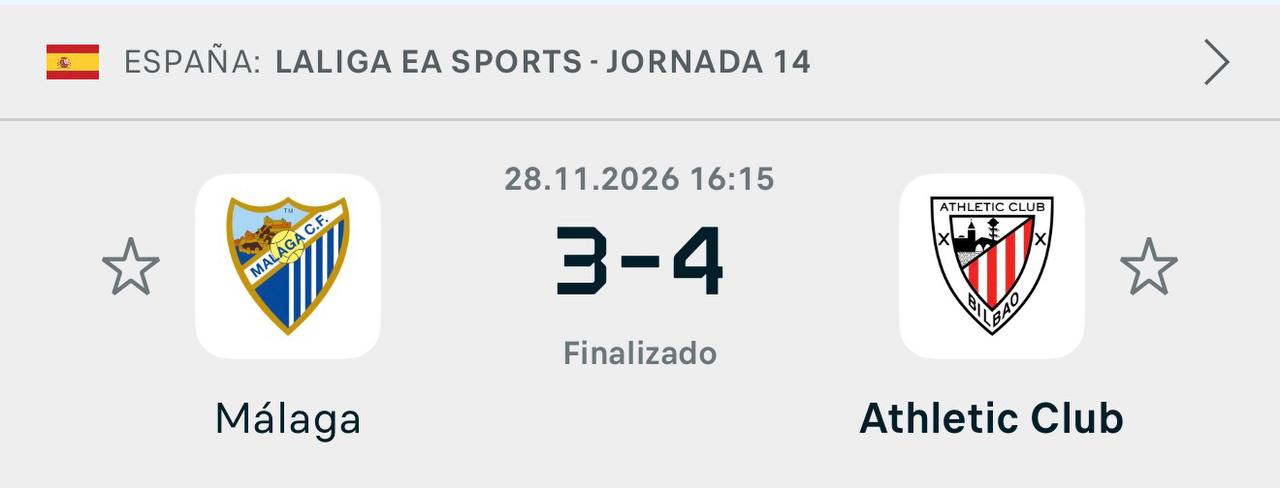 ESPAÑA: LALIGA EA SPORTS - JORNADA 14
28.11.2026 16:15
TM
MALAGA C.F.
3-4
ATHLETIC CLUB
BILBAO
Finalizado
Málaga
Athletic Club